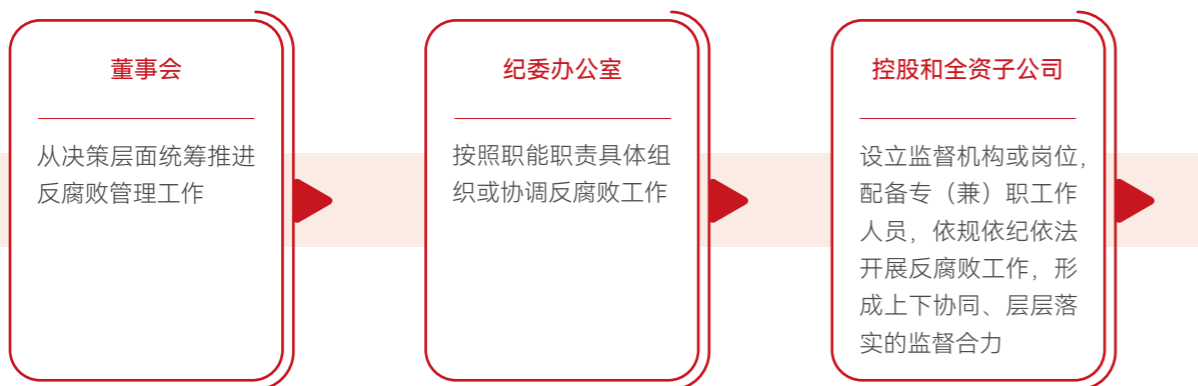 董事会
从决策层面统筹推进
反腐败管理工作
纪委办公室
按照职能职责具体组
织或协调反腐败工作
控股和全资子公司
设立监督机构或岗位，
配备专（兼）职工作
人员，依规依纪依法
开展反腐败工作，形
成上下协同、层层落
实的监督合力